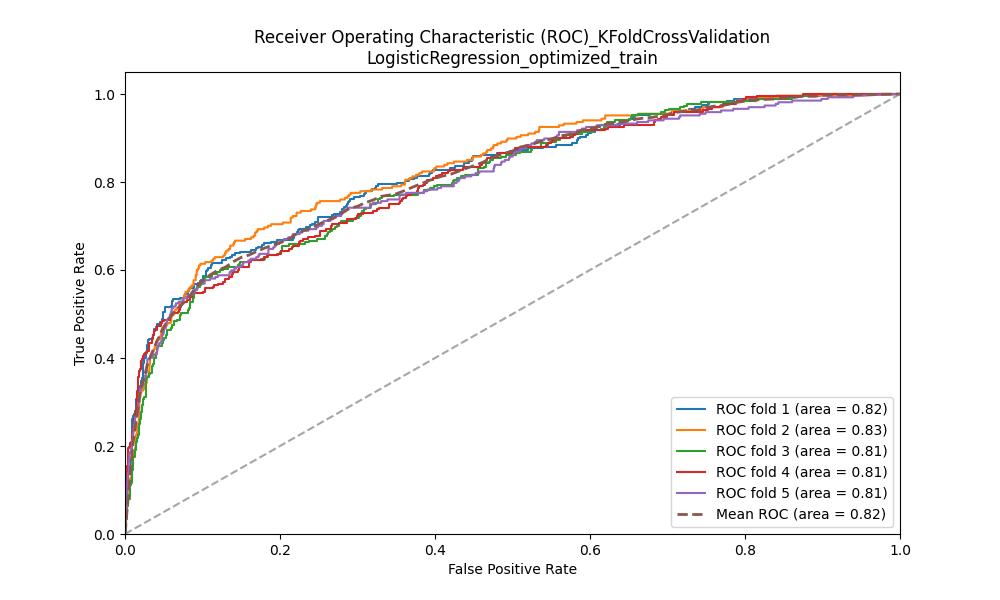 Receiver Operating Characteristic (ROC)_KFoldCrossValidation
LogisticRegression_optimized_train
True Positive Rate
1.0
0.8
0.6
0.4
0.2
0.0
ROC fold 1 (area = 0.82)
ROC fold 2 (area = 0.83)
ROC fold 3 (area = 0.81)
ROC fold 4 (area = 0.81)
ROC fold 5 (area = 0.81)
Mean ROC (area = 0.82)
0.0 0.2 0.4 0.6 0.8 1.0
False Positive Rate